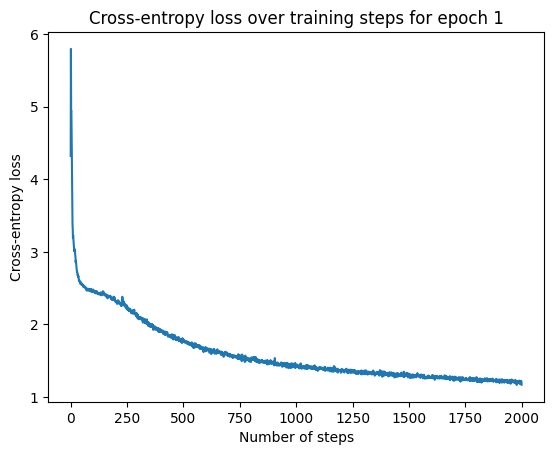 Cross-entropy loss over training steps for epoch 1
6
5
4
3
2
1
Cross-entropy loss
0 250 500 750 1000 1250 1500 1750 2000
Number of steps